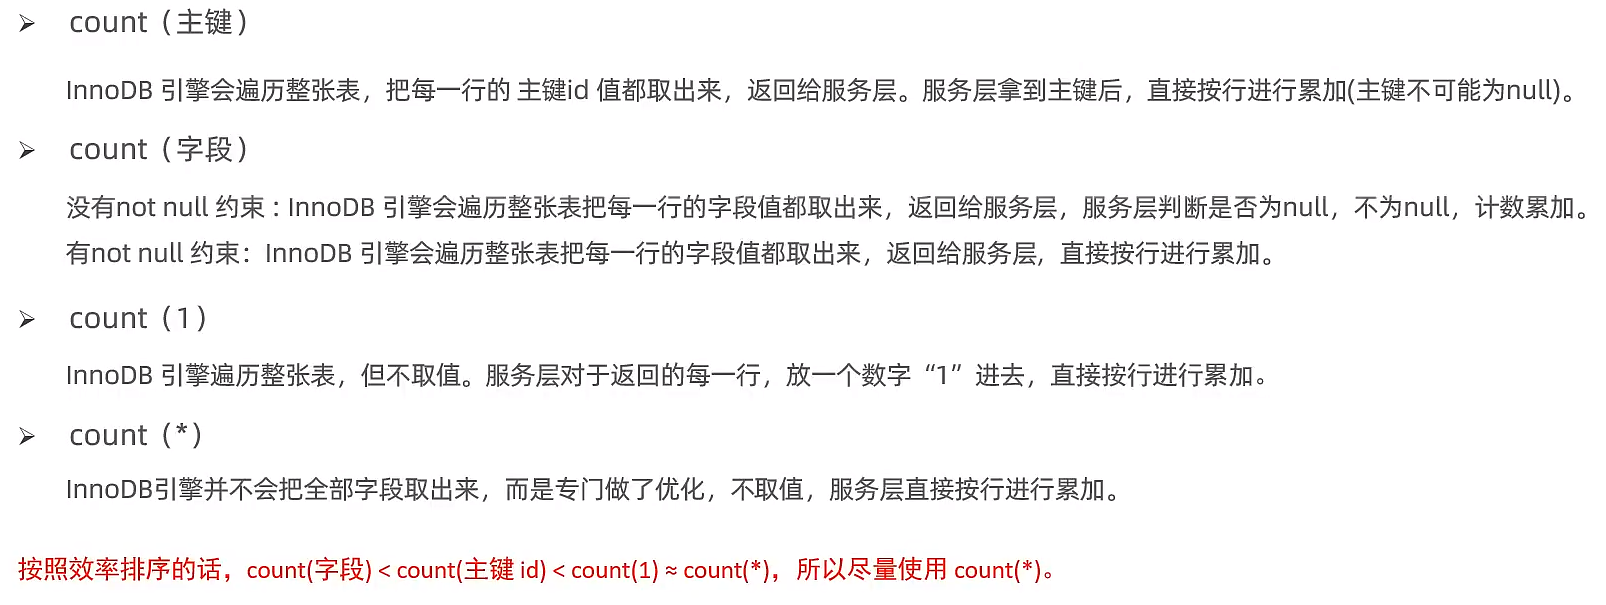 ➢ count（主键）
InnoDB 引擎会遍历整张表，把每一行的 主键id 值都取出来，返回给服务层。服务层拿到主键后，直接按行进行累加(主键不可能为null)。
➢ count（字段）
没有not null 约束 : InnoDB 引擎会遍历整张表把每一行的字段值都取出来，返回给服务层，服务层判断是否为null，不为null，计数累加。
有not null 约束：InnoDB 引擎会遍历整张表把每一行的字段值都取出来，返回给服务层，直接按行进行累加。
➢ count（1）
InnoDB 引擎遍历整张表，但不取值。服务层对于返回的每一行，放一个数字“1”进去，直接按行进行累加。
➢ count（*）
InnoDB引擎并不会把全部字段取出来，而是专门做了优化，不取值，服务层直接按行进行累加。
按照效率排序的话，count(字段) < count(主键 id) < count(1) ≈ count(*)，所以尽量使用 count(*)。